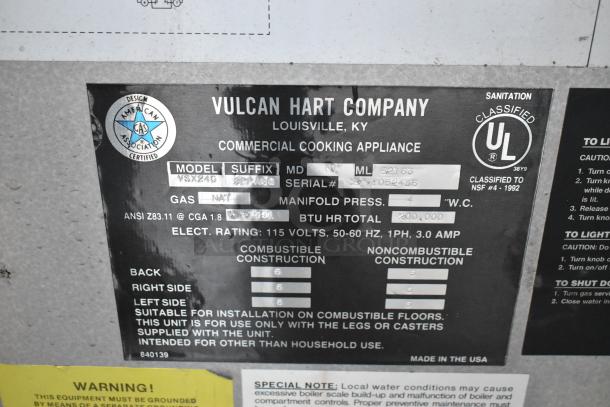 DESIGN
AMERICAN
GAS
ASSOCIATION
CERTIFIED
VULCAN HART COMPANY
LOUISVILLE, KY
COMMERCIAL COOKING APPLIANCE
SANITATION
CLASSIFIED
UL
®
36Y9
CLASSIFIED TO
NSF #4 - 1992
MODEL SUFFIX MD ML 52163
VSX24G
SERIAL#
GAS NAT MANIFOLD PRESS. 4 "W.C.
ANSI Z83.11 @ CGA 1.8 BTU HR TOTAL 200,000
ELECT. RATING: 115 VOLTS, 50-60 HZ, 1PH, 3.0 AMP
COMBUSTIBLE CONSTRUCTION NONCOMBUSTIBLE CONSTRUCTION
BACK 6
RIGHT SIDE 6
LEFT SIDE 6
SUITABLE FOR INSTALLATION ON COMBUSTIBLE FLOORS.
THIS UNIT IS FOR USE ONLY WITH THE LEGS OR CASTERS
SUPPLIED WITH THE UNIT.
INTENDED FOR OTHER THAN HOUSEHOLD USE.
840139 MADE IN THE USA
TO LI
CAUTIO
1. Turn c
2. Turn kn
while de
is lit.
3. Release
4. Turn kno
TO LIGHT
CAUTION: Do
1. Turn knob c
2. Turn on/off
TO SHUT DO
1. Turn gas serv
2. Close water in
WARNING!
THIS EQUIPMENT MUST BE GROUNDED
BY MEANS OF A
SPECIAL NOTE: Local water conditions may cause
excessive boiler scale build-up and malfunction of boiler and
compartment controls. Proper preventive maintenance must